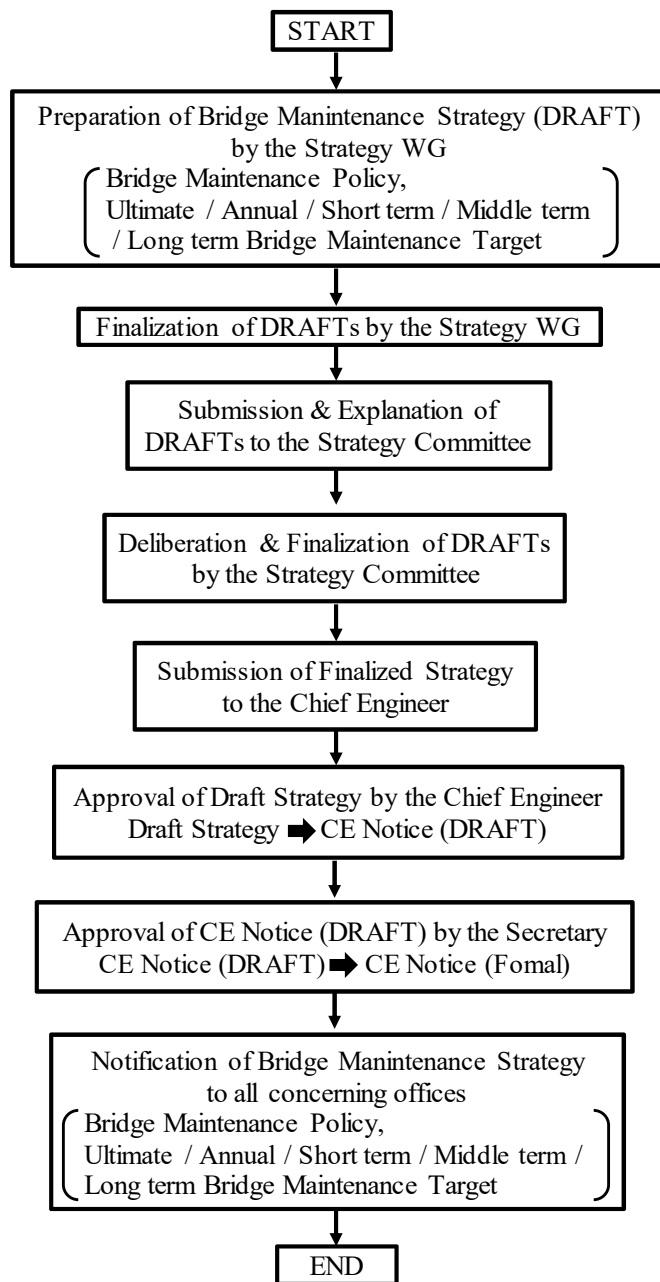 START
Preparation of Bridge Manintenance Strategy (DRAFT)
by the Strategy WG
Bridge Maintenance Policy,
Ultimate / Annual / Short term / Middle term
/ Long term Bridge Maintenance Target
Finalization of DRAFTs by the Strategy WG
Submission & Explanation of
DRAFTs to the Strategy Committee
Deliberation & Finalization of DRAFTs
by the Strategy Committee
Submission of Finalized Strategy
to the Chief Engineer
Approval of Draft Strategy by the Chief Engineer
Draft Strategy ➡ CE Notice (DRAFT)
Approval of CE Notice (DRAFT) by the Secretary
CE Notice (DRAFT) ➡ CE Notice (Fomal)
Notification of Bridge Manintenance Strategy
to all concerning offices
Bridge Maintenance Policy,
Ultimate / Annual / Short term / Middle term /
Long term Bridge Maintenance Target
END